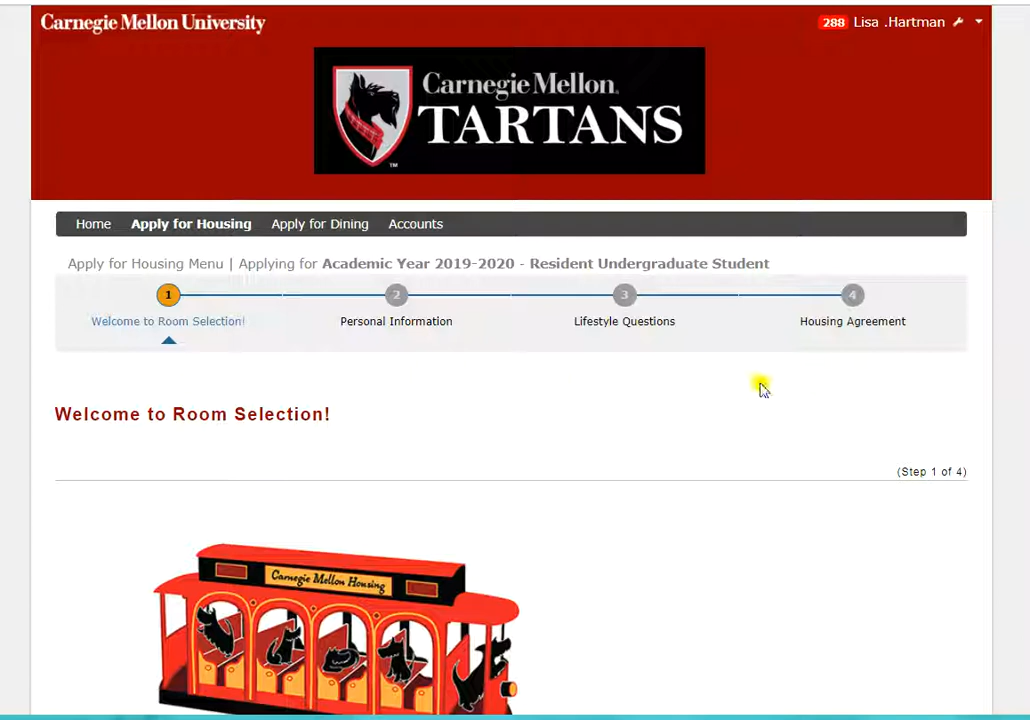 Carnegie Mellon University
288 Lisa .Hartman
Carnegie Mellon.
TARTANS
TM
Home Apply for Housing Apply for Dining Accounts
Apply for Housing Menu | Applying for Academic Year 2019-2020 - Resident Undergraduate Student
1 2 3 4
Welcome to Room Selection! Personal Information Lifestyle Questions Housing Agreement
Welcome to Room Selection!
(Step 1 of 4)
Carnegie Mellon Housing